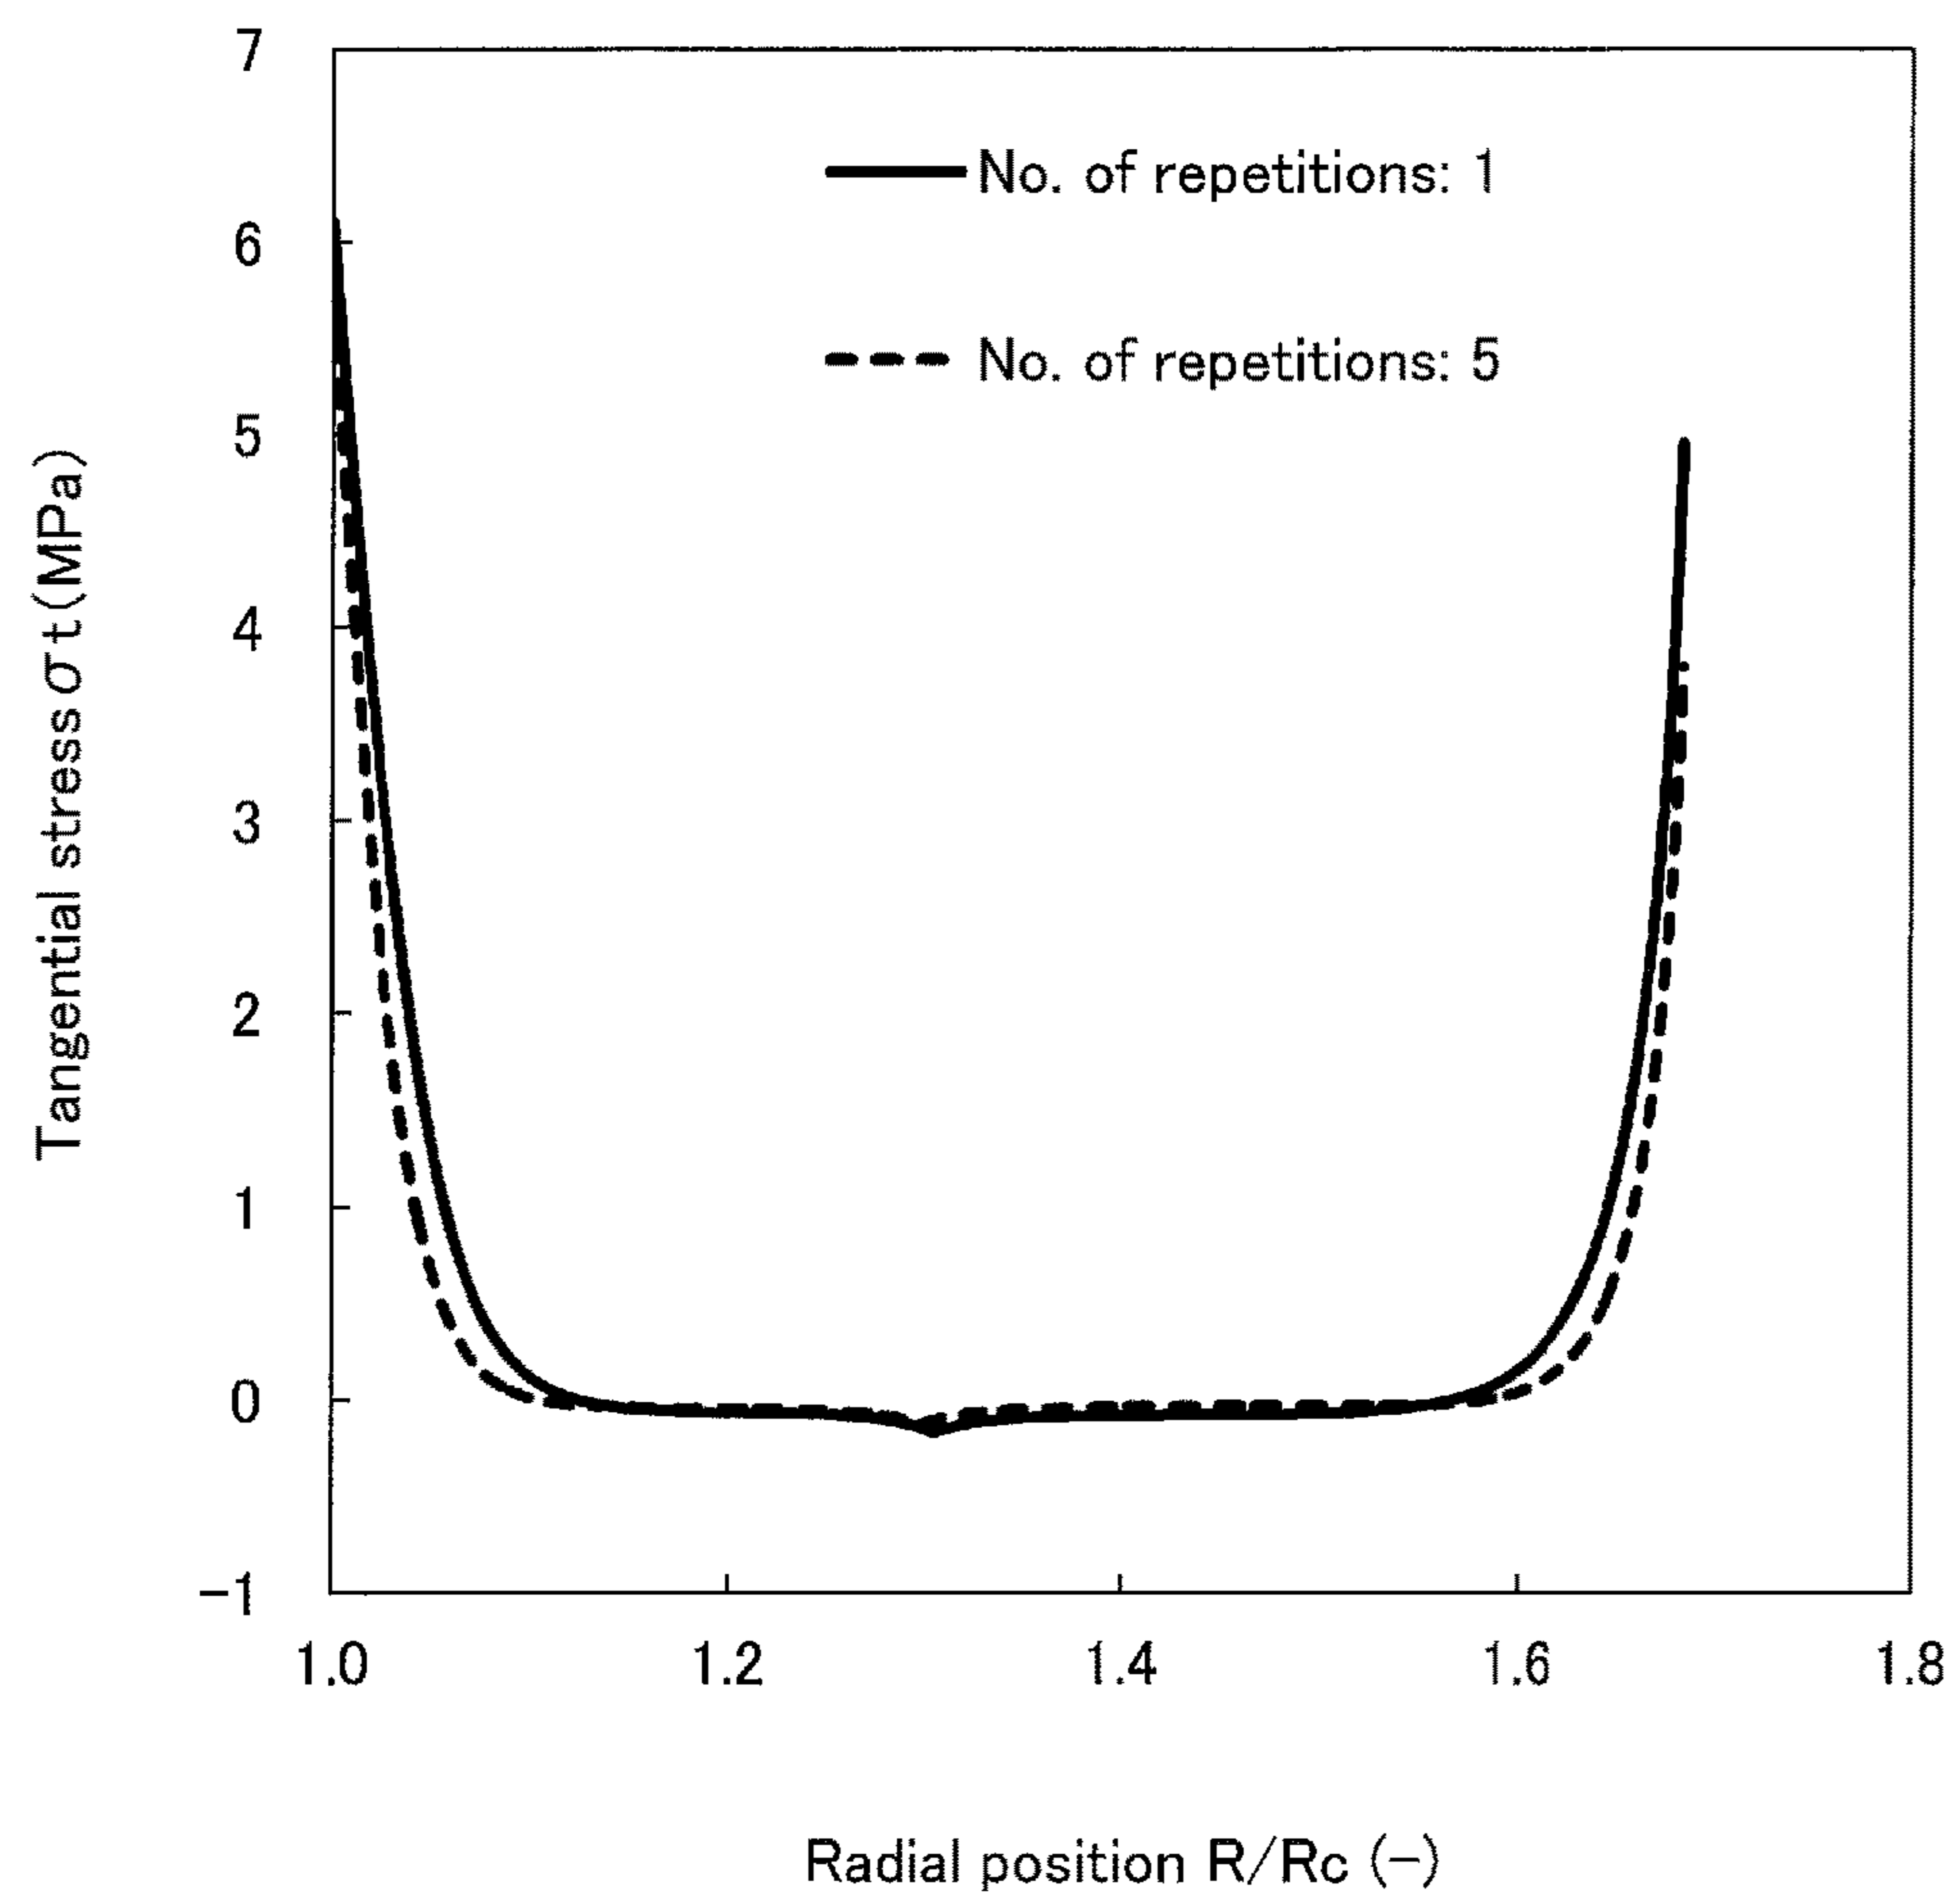 7
No. of repetitions: 1
6
No. of repetitions: 5
5
4
Tangential stress σt(MPa)
3
2
1
0
-1
1.0 1.2 1.4 1.6 1.8
Radial position R/Rc (-)